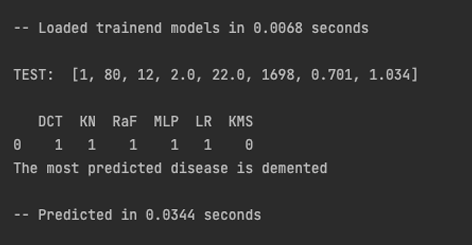 -- Loaded trainend models in 0.0068 seconds
TEST:  [1, 80, 12, 2.0, 22.0, 1698, 0.701, 1.034]
   DCT  KN  RaF  MLP  LR  KMS
0    1   1    1    1   1    0
The most predicted disease is demented
-- Predicted in 0.0344 seconds